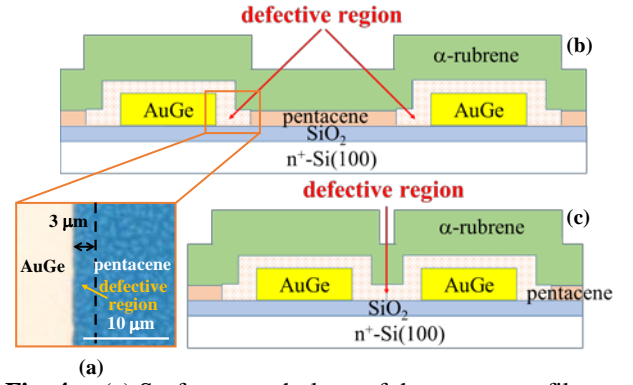 defective region
(b)
α-rubrene
AuGe
AuGe
pentacene
SiO₂
n⁺-Si(100)
defective region
(c)
3 μm
α-rubrene
AuGe
pentacene
defective
region
10 μm
AuGe
AuGe
pentacene
SiO₂
n⁺-Si(100)
(a)